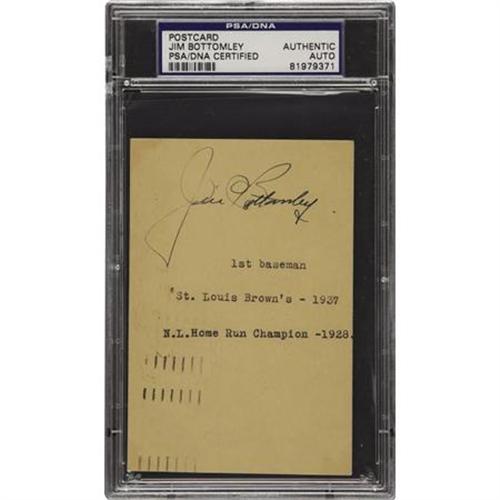 PSA/DNA
POSTCARD
JIM BOTTOMLEY AUTHENTIC
PSA/DNA CERTIFIED AUTO
81979371
Jim Bottomley
1st baseman
St. Louis Brown's - 1937
N.L.Home Run Champion -1928.